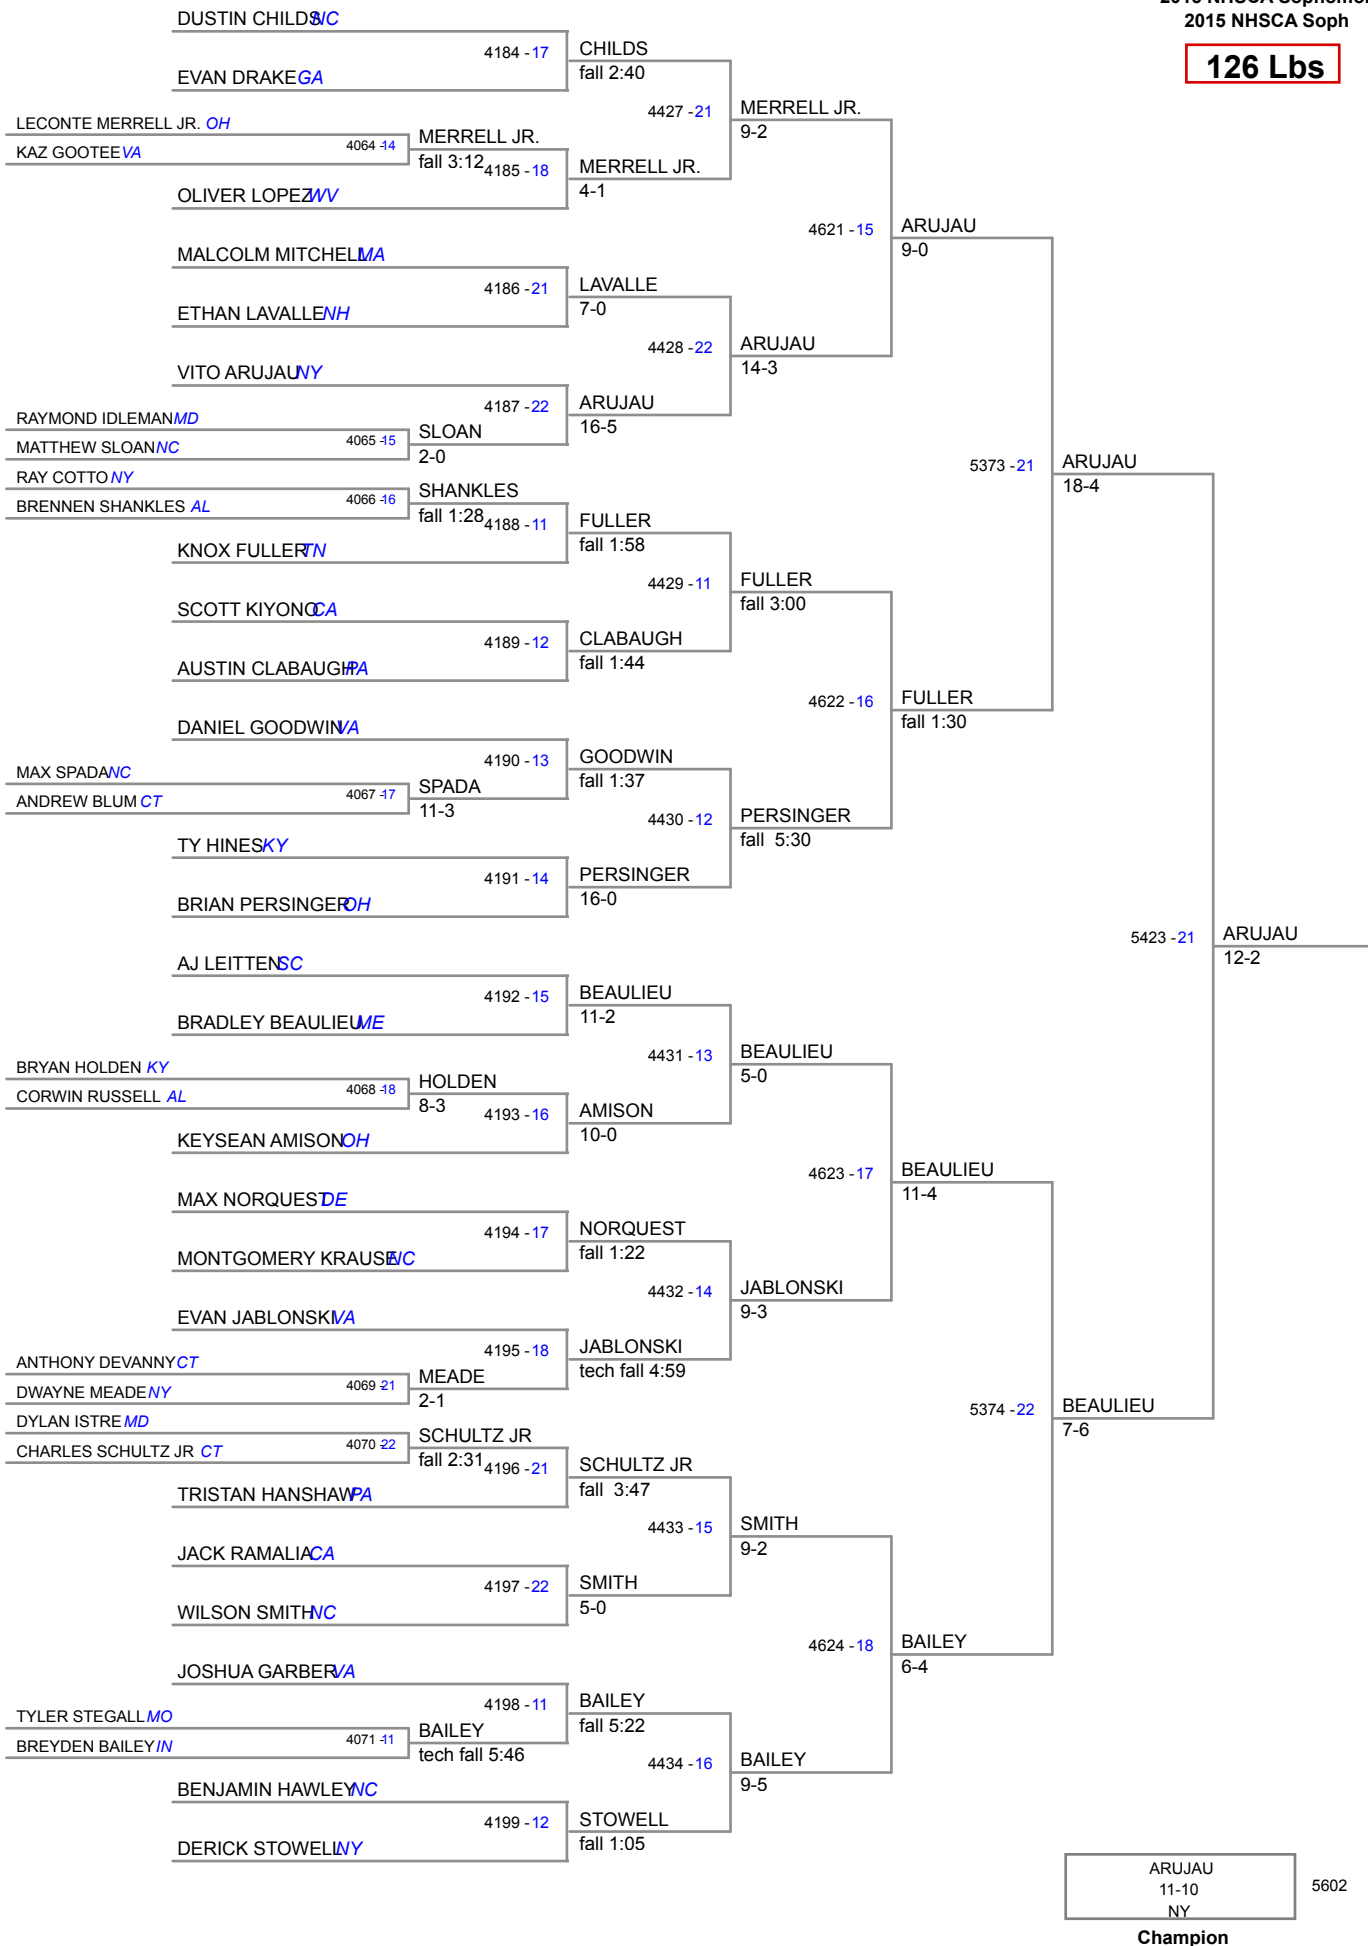 2015 NHSCA Sophomor
2015 NHSCA Soph
126 Lbs
DUSTIN CHILDS NC
4184 - 17
CHILDS
fall 2:40
EVAN DRAKE GA
4427 - 21
MERRELL JR.
9-2
LECONTE MERRELL JR. OH
KAZ GOOTEE VA
4064 -14
MERRELL JR.
fall 3:12
4185 - 18
MERRELL JR.
4-1
OLIVER LOPEZ WV
4621 - 15
ARUJAU
9-0
MALCOLM MITCHELL MA
4186 - 21
LAVALLE
7-0
ETHAN LAVALLE NH
4428 - 22
ARUJAU
14-3
VITO ARUJAU NY
4187 - 22
ARUJAU
16-5
RAYMOND IDLEMAN MD
MATTHEW SLOAN NC
4065 -15
SLOAN
2-0
5373 - 21
ARUJAU
18-4
RAY COTTO NY
BRENNEN SHANKLES AL
4066 -16
SHANKLES
fall 1:28
4188 - 11
FULLER
fall 1:58
KNOX FULLER TN
4429 - 11
FULLER
fall 3:00
SCOTT KIYONO CA
4189 - 12
CLABAUGH
fall 1:44
AUSTIN CLABAUGH PA
4622 - 16
FULLER
fall 1:30
DANIEL GOODWIN VA
4190 - 13
GOODWIN
fall 1:37
MAX SPADA NC
ANDREW BLUM CT
4067 -17
SPADA
11-3
4430 - 12
PERSINGER
fall  5:30
TY HINES KY
4191 - 14
PERSINGER
16-0
BRIAN PERSINGER OH
5423 - 21
ARUJAU
12-2
AJ LEITTEN SC
4192 - 15
BEAULIEU
11-2
BRADLEY BEAULIEU ME
4431 - 13
BEAULIEU
5-0
BRYAN HOLDEN KY
CORWIN RUSSELL AL
4068 -18
HOLDEN
8-3
4193 - 16
AMISON
10-0
KEYSEAN AMISON OH
4623 - 17
BEAULIEU
11-4
MAX NORQUEST DE
4194 - 17
NORQUEST
fall 1:22
MONTGOMERY KRAUSE NC
4432 - 14
JABLONSKI
9-3
EVAN JABLONSKI VA
4195 - 18
JABLONSKI
tech fall 4:59
ANTHONY DEVANNY CT
DWAYNE MEADE NY
4069 -21
MEADE
2-1
5374 - 22
BEAULIEU
7-6
DYLAN ISTRE MD
CHARLES SCHULTZ JR CT
4070 -22
SCHULTZ JR
fall 2:31
4196 - 21
SCHULTZ JR
fall  3:47
TRISTAN HANSHAW PA
4433 - 15
SMITH
9-2
JACK RAMALIA CA
4197 - 22
SMITH
5-0
WILSON SMITH NC
4624 - 18
BAILEY
6-4
JOSHUA GARBER VA
4198 - 11
BAILEY
fall 5:22
TYLER STEGALL MO
BREYDEN BAILEY IN
4071 -11
BAILEY
tech fall 5:46
4434 - 16
BAILEY
9-5
BENJAMIN HAWLEY NC
4199 - 12
STOWELL
fall 1:05
DERICK STOWELL NY
ARUJAU
11-10
NY
5602
Champion